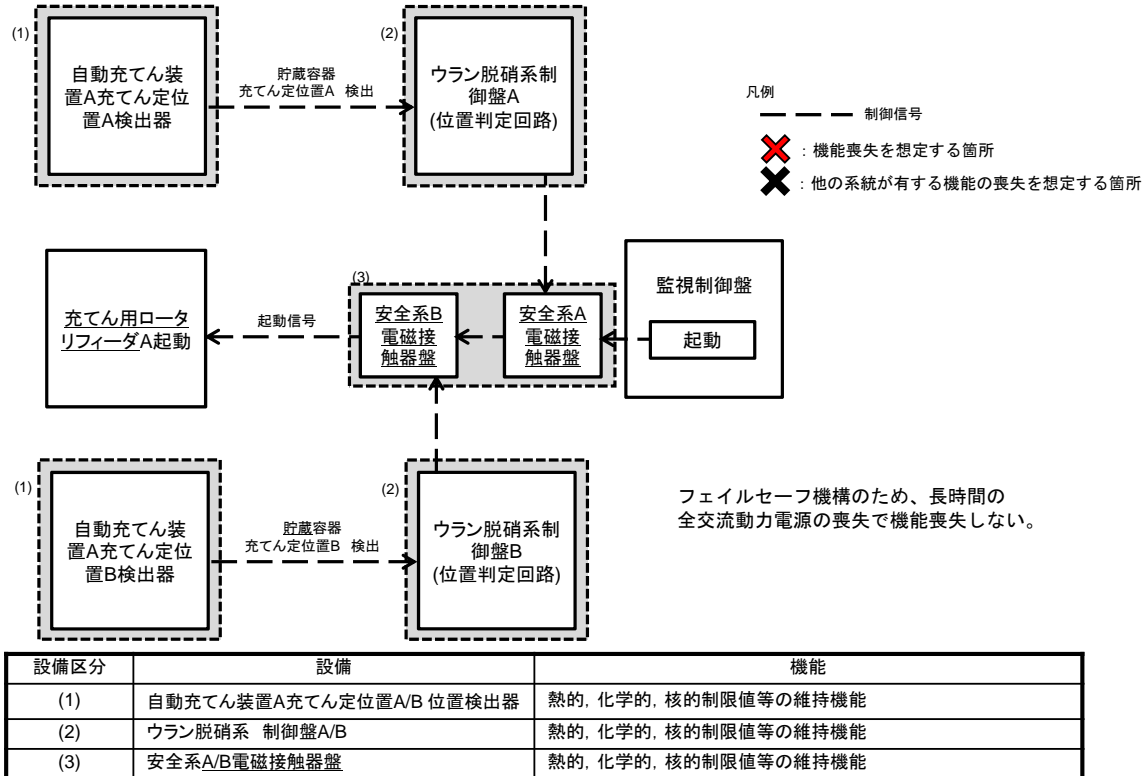 (1)
自動充てん装
置A充てん定位
置A検出器
貯蔵容器
充てん定位置A 検出
(2)
ウラン脱硝系制
御盤A
(位置判定回路)
凡例
制御信号
：機能喪失を想定する箇所
：他の系統が有する機能の喪失を想定する箇所
充てん用ロータ
リフィーダA起動
起動信号
(3)
安全系B
電磁接
触器盤
安全系A
電磁接
触器盤
監視制御盤
起動
(1)
自動充てん装
置A充てん定位
置B検出器
貯蔵容器
充てん定位置B 検出
(2)
ウラン脱硝系制
御盤B
(位置判定回路)
フェイルセーフ機構のため、長時間の
全交流動力電源の喪失で機能喪失しない。
設備区分 設備 機能
(1) 自動充てん装置A充てん定位置A/B 位置検出器 熱的, 化学的, 核的制限値等の維持機能
(2) ウラン脱硝系 制御盤A/B 熱的, 化学的, 核的制限値等の維持機能
(3) 安全系A/B電磁接触器盤 熱的, 化学的, 核的制限値等の維持機能